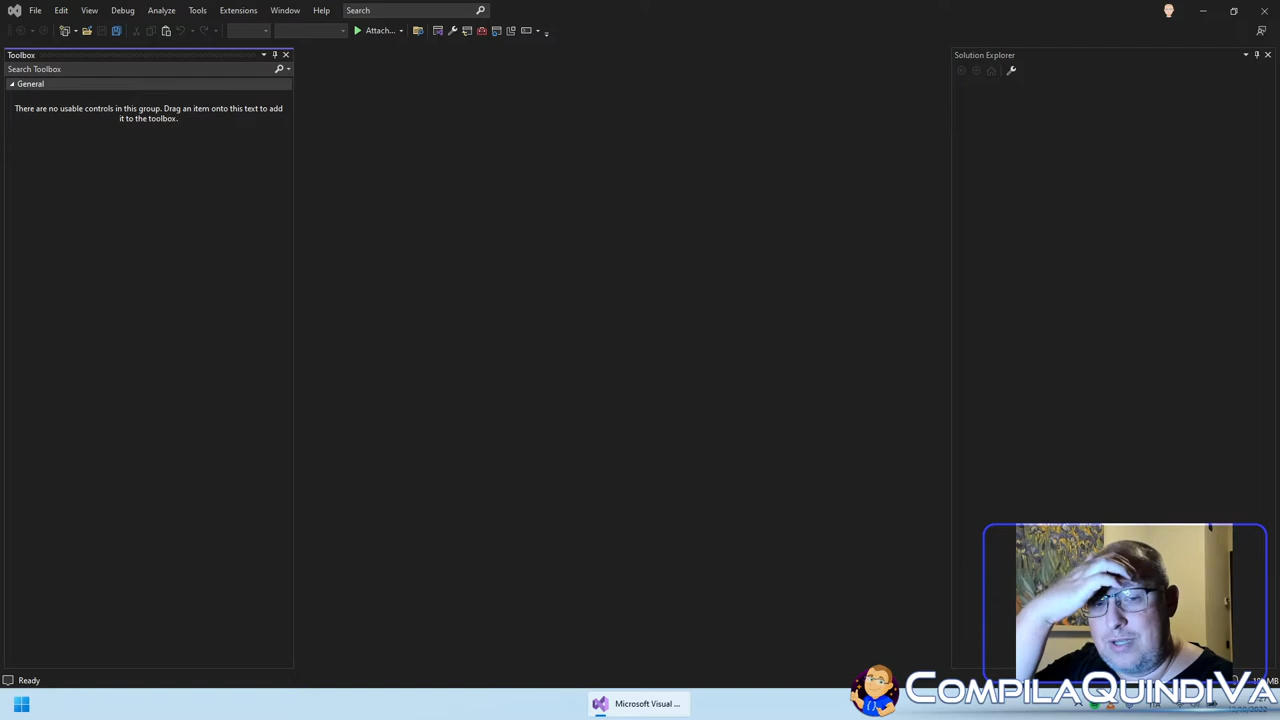 File Edit View Debug Analyze Tools Extensions Window Help Search
Attach...
Toolbox
Search Toolbox
General
There are no usable controls in this group. Drag an item onto this text to add
it to the toolbox.
Solution Explorer
Ready
MB
Microsoft Visual ...
ITA
COMPILAQUINDIVA